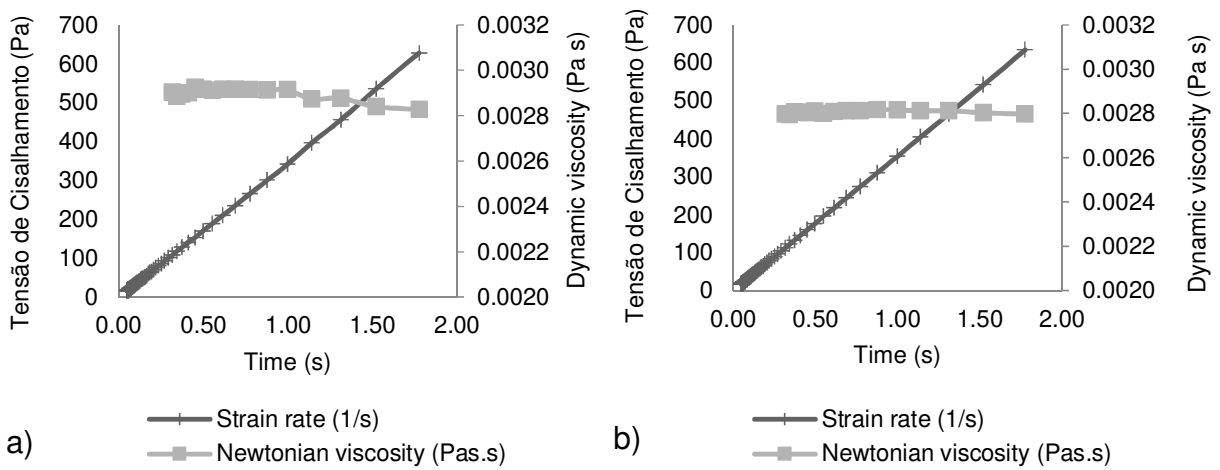 700
600
500
400
300
200
100
0
Tensão de Cisalhamento (Pa)
0.0032
0.0030
0.0028
0.0026
0.0024
0.0022
0.0020
Dynamic viscosity (Pa s)
0.00 0.50 1.00 1.50 2.00
Time (s)
Strain rate (1/s)
Newtonian viscosity (Pas.s)
a)
700
600
500
400
300
200
100
0
Tensão de Cisalhamento (Pa)
0.0032
0.0030
0.0028
0.0026
0.0024
0.0022
0.0020
Dynamic viscosity (Pa s)
0.00 0.50 1.00 1.50 2.00
Time (s)
Strain rate (1/s)
Newtonian viscosity (Pas.s)
b)